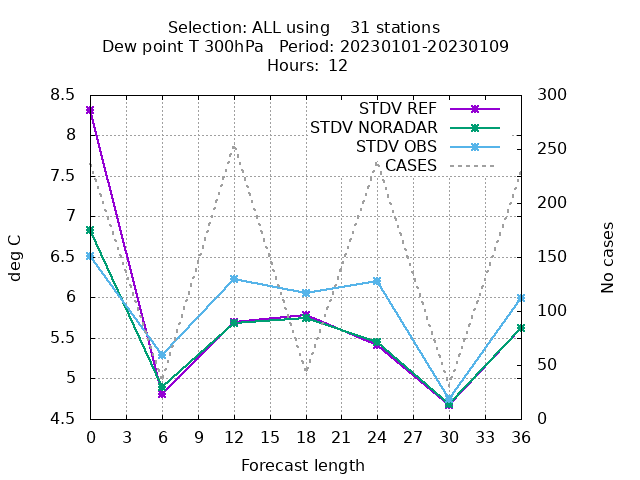 Selection: ALL using    31 stations
Dew point T 300hPa   Period: 20230101-20230109
Hours:  12
8.5
8
7.5
7
6.5
6
5.5
5
4.5
deg C
STDV REF
STDV NORADAR
STDV OBS
CASES
300
250
200
150
100
50
0
No cases
0 3 6 9 12 15 18 21 24 27 30 33 36
Forecast length